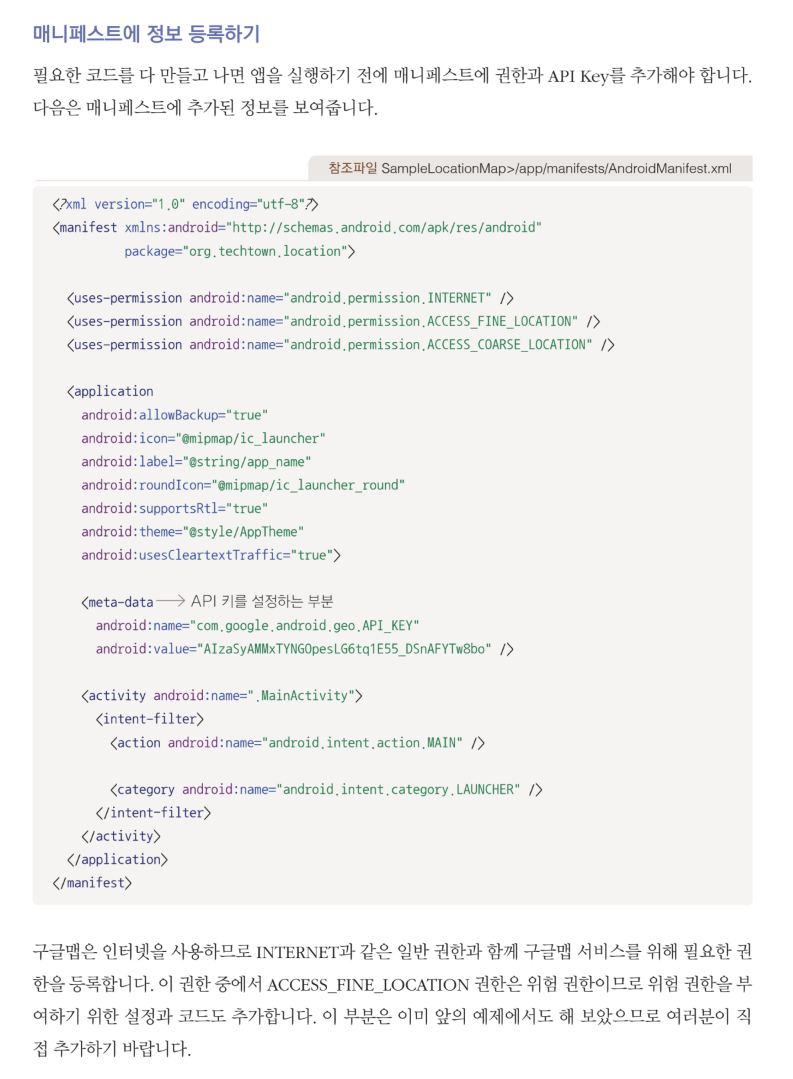 매니페스트에 정보 등록하기
필요한 코드를 다 만들고 나면 앱을 실행하기 전에 매니페스트에 권한과 API Key를 추가해야 합니다.
다음은 매니페스트에 추가된 정보를 보여줍니다.
참조파일 SampleLocationMap>/app/manifests/AndroidManifest.xml
<?xml version="1.0" encoding="utf-8"?>
<manifest xmlns:android="http://schemas.android.com/apk/res/android"
package="org.techtown.location">
<uses-permission android:name="android.permission.INTERNET" />
<uses-permission android:name="android.permission.ACCESS_FINE_LOCATION" />
<uses-permission android:name="android.permission.ACCESS_COARSE_LOCATION" />
<application
android:allowBackup="true"
android:icon="@mipmap/ic_launcher"
android:label="@string/app_name"
android:roundIcon="@mipmap/ic_launcher_round"
android:supportsRtl="true"
android:theme="@style/AppTheme"
android:usesCleartextTraffic="true">
<meta-data → API 키를 설정하는 부분
android:name="com.google.android.geo.API_KEY"
android:value="AIzaSyAMMxTYNGOpesLG6tq1E55_DSnAFYTw8bo" />
<activity android:name=".MainActivity">
<intent-filter>
<action android:name="android.intent.action.MAIN" />
<category android:name="android.intent.category.LAUNCHER" />
</intent-filter>
</activity>
</application>
</manifest>
구글맵은 인터넷을 사용하므로 INTERNET과 같은 일반 권한과 함께 구글맵 서비스를 위해 필요한 권
한을 등록합니다. 이 권한 중에서 ACCESS_FINE_LOCATION 권한은 위험 권한이므로 위험 권한을 부
여하기 위한 설정과 코드도 추가합니다. 이 부분은 이미 앞의 예제에서도 해 보았으므로 여러분이 직
접 추가하기 바랍니다.